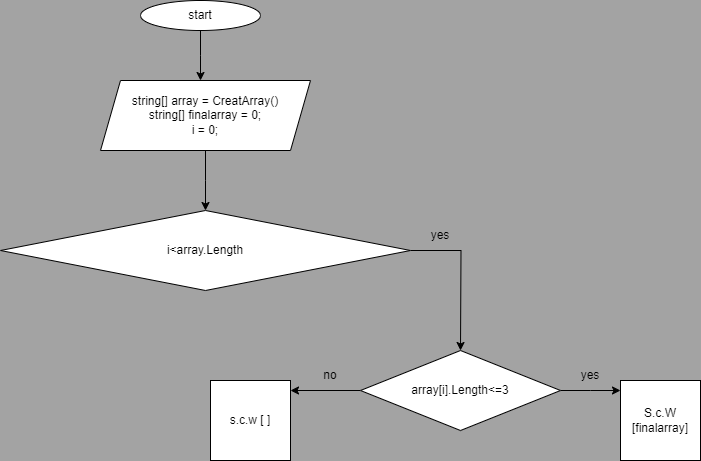 start
string[] array = CreatArray()
string[] finalarray = 0;
i = 0;
i<array.Length
yes
array[i].Length<=3
no
yes
s.c.w [ ]
S.c.W
[finalarray]